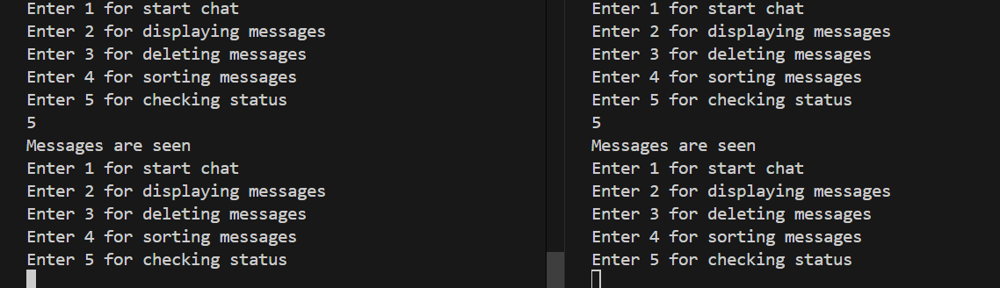 Enter 1 for start chat
Enter 2 for displaying messages
Enter 3 for deleting messages
Enter 4 for sorting messages
Enter 5 for checking status
5
Messages are seen
Enter 1 for start chat
Enter 2 for displaying messages
Enter 3 for deleting messages
Enter 4 for sorting messages
Enter 5 for checking status
Enter 1 for start chat
Enter 2 for displaying messages
Enter 3 for deleting messages
Enter 4 for sorting messages
Enter 5 for checking status
5
Messages are seen
Enter 1 for start chat
Enter 2 for displaying messages
Enter 3 for deleting messages
Enter 4 for sorting messages
Enter 5 for checking status